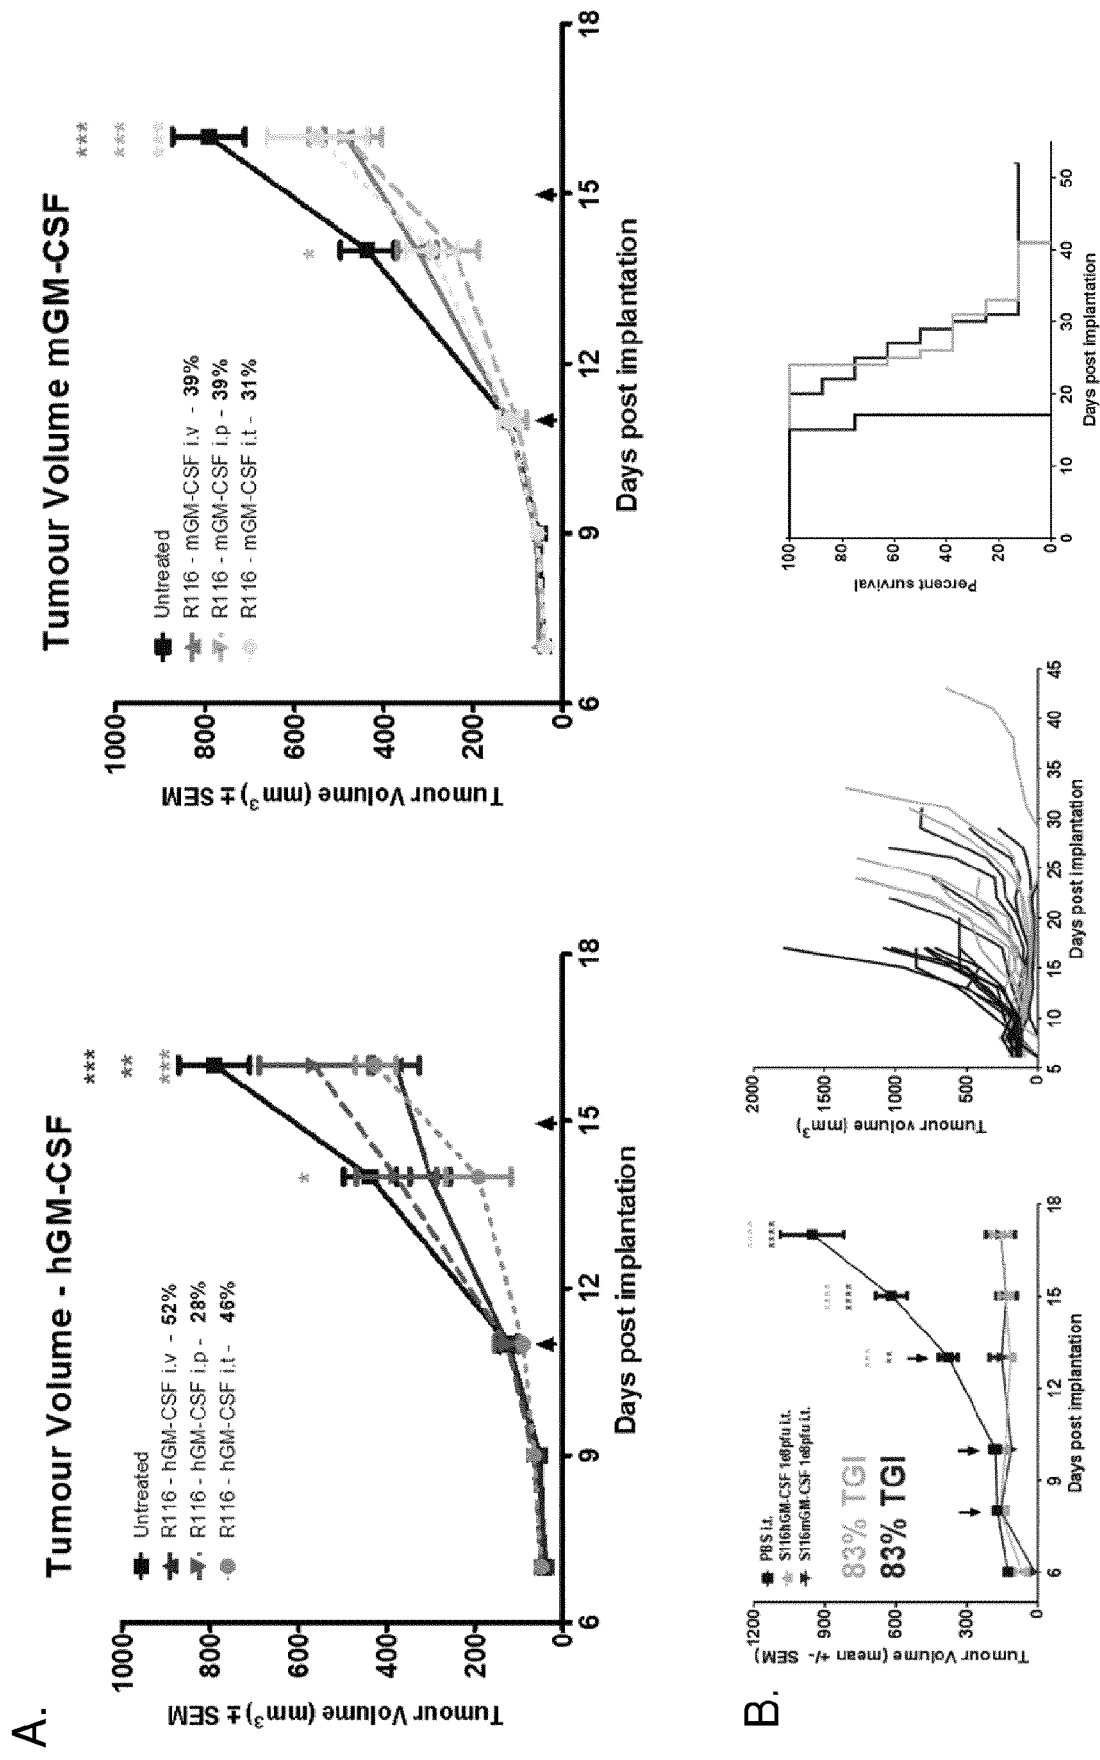 A.
Tumour Volume - hGM-CSF
Untreated
R116 - hGM-CSF i.v - 52%
R116 - hGM-CSF i.p - 28%
R116 - hGM-CSF i.t - 46%
***
**
***
*
1000
800
600
400
200
0
Tumour Volume (mm³) ± SEM
6
9
12
15
18
Days post implantation
Tumour Volume mGM-CSF
Untreated
R116 - mGM-CSF i.v - 39%
R116 - mGM-CSF i.p - 39%
R116 - mGM-CSF i.t - 31%
***
***
***
*
1000
800
600
400
200
0
Tumour Volume (mm³) ± SEM
6
9
12
15
18
Days post implantation
B.
PBS i.t.
S116hGM-CSF 1e8pfu i.t.
S116mGM-CSF 1e8pfu i.t.
83% TGI
83% TGI
****
****
****
****
***
**
1200
900
600
300
0
Tumour Volume (mean +/- SEM)
6
9
12
15
18
Days post implantation
2000
1500
1000
500
0
Tumour volume (mm³)
5
10
15
20
25
30
33
38
40
45
Days post implantation
100
80
60
40
20
0
Percent survival
0
10
20
30
40
50
Days post implantation